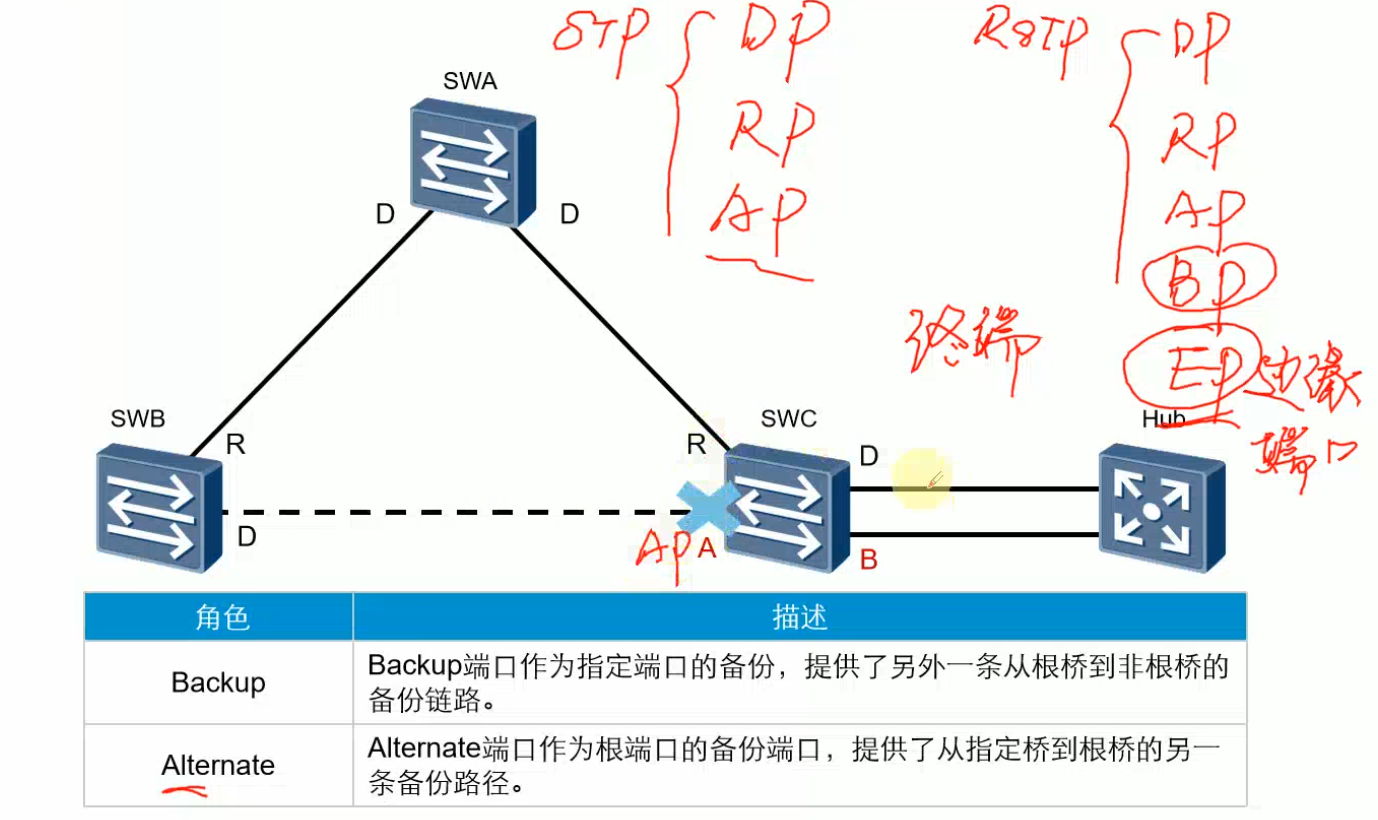 STP { DP
RP
AP
RSTP { DP
RP
AP
BP
EP 边缘
端口
终端
SWA
D D
SWB
R
D
SWC
R
AP A
D
B
Hub
角色 描述
Backup Backup端口作为指定端口的备份，提供了另外一条从根桥到非根桥的
备份链路。
Alternate Alternate端口作为根端口的备份端口，提供了从指定桥到根桥的另一
条备份路径。